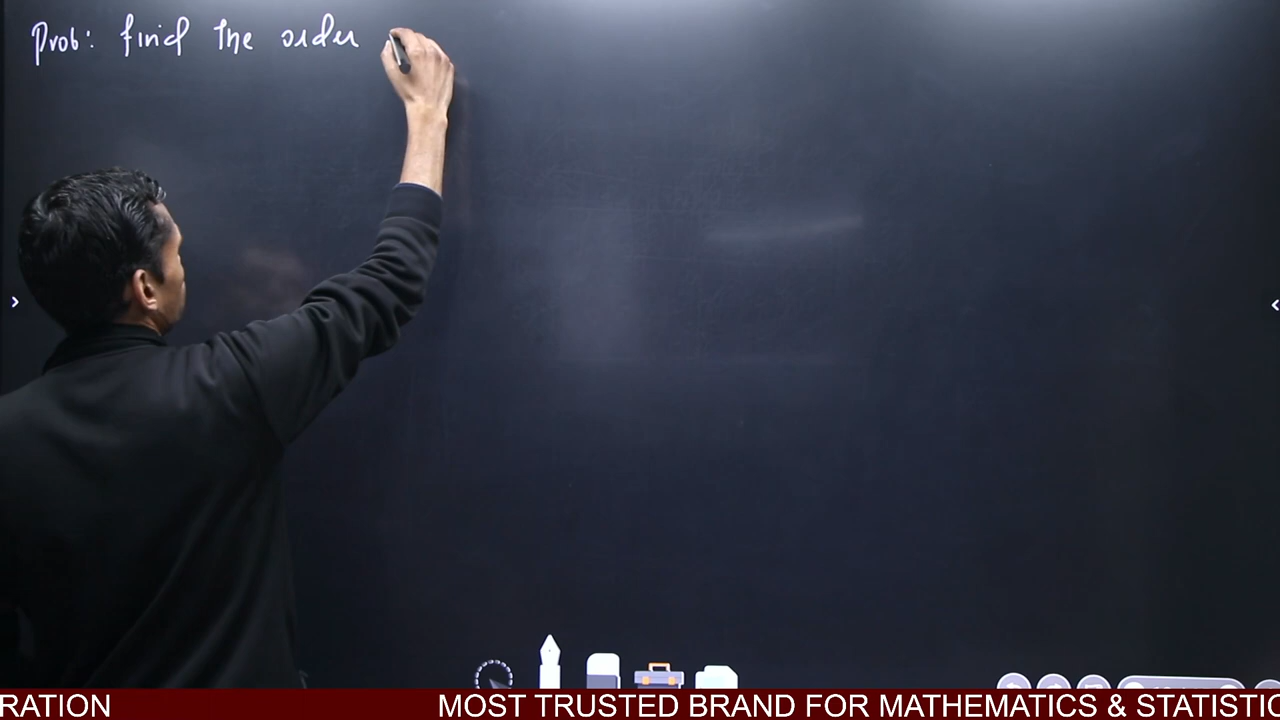 Prob: find the order
RATION MOST TRUSTED BRAND FOR MATHEMATICS & STATISTIC